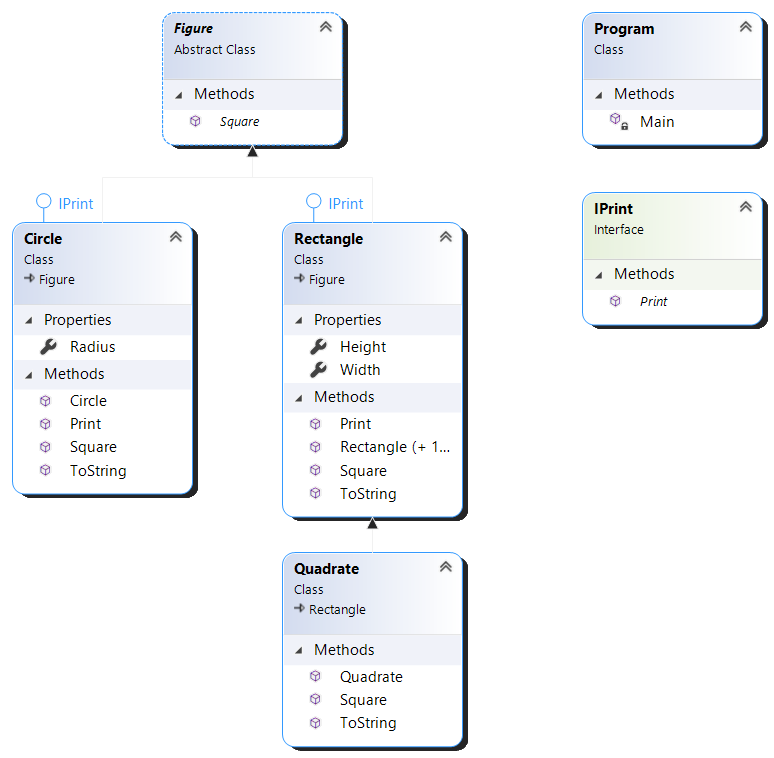 Figure
Abstract Class
Methods
Square
Program
Class
Methods
Main
IPrint
Circle
Class
Figure
Properties
Radius
Methods
Circle
Print
Square
ToString
IPrint
Rectangle
Class
Figure
Properties
Height
Width
Methods
Print
Rectangle (+ 1...
Square
ToString
IPrint
Interface
Methods
Print
Quadrate
Class
Rectangle
Methods
Quadrate
Square
ToString